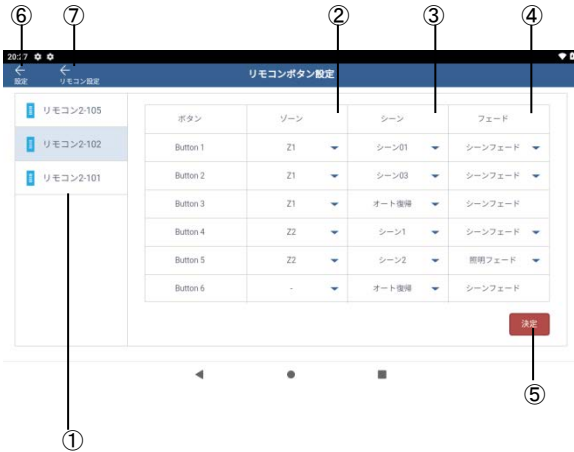 ⑥ ⑦ ② ③ ④
20:17
設定 リモコン設定 リモコンボタン設定
リモコン2-105
リモコン2-102
リモコン2-101
ボタン ゾーン シーン フェード
Button 1 Z1 シーン01 シーンフェード
Button 2 Z1 シーン03 シーンフェード
Button 3 Z1 オート復帰 シーンフェード
Button 4 Z2 シーン1 シーンフェード
Button 5 Z2 シーン2 照明フェード
Button 6 - オート復帰 シーンフェード
決定
⑤
①